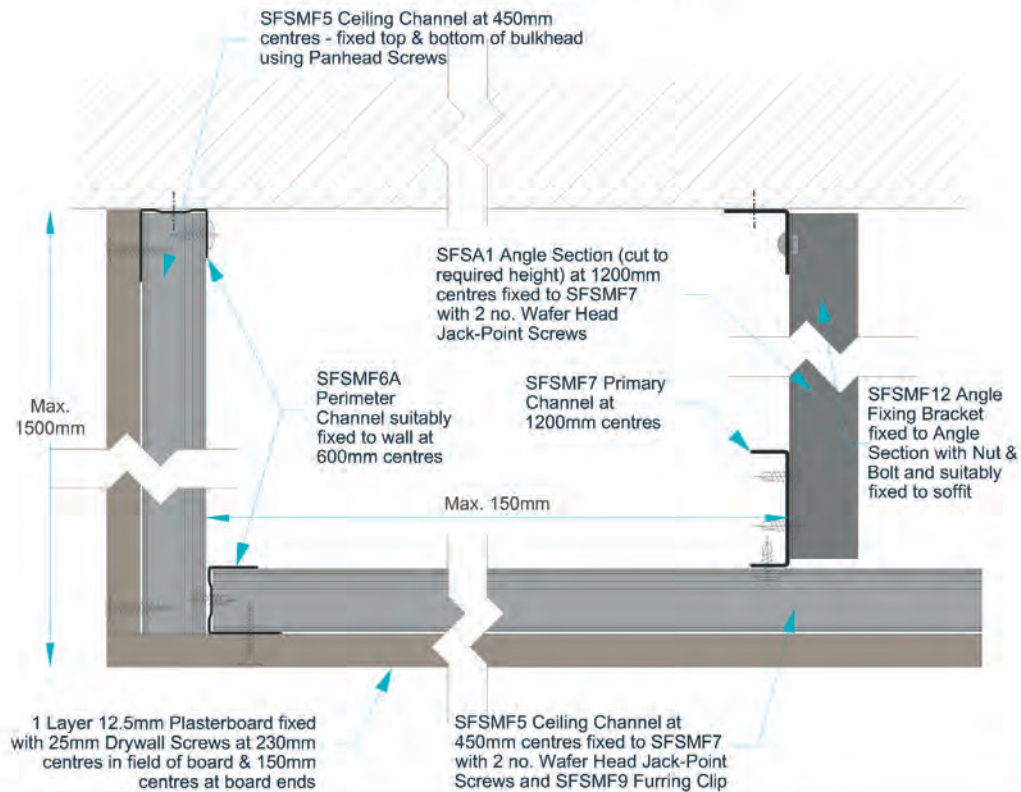 SFSMF5 Ceiling Channel at 450mm
centres - fixed top & bottom of bulkhead
using Panhead Screws
SFSA1 Angle Section (cut to
required height) at 1200mm
centres fixed to SFSMF7
with 2 no. Wafer Head
Jack-Point Screws
SFSMF6A
Perimeter
Channel suitably
fixed to wall at
600mm centres
SFSMF7 Primary
Channel at
1200mm centres
SFSMF12 Angle
Fixing Bracket
fixed to Angle
Section with Nut &
Bolt and suitably
fixed to soffit
Max.
1500mm
Max. 150mm
1 Layer 12.5mm Plasterboard fixed
with 25mm Drywall Screws at 230mm
centres in field of board & 150mm
centres at board ends
SFSMF5 Ceiling Channel at
450mm centres fixed to SFSMF7
with 2 no. Wafer Head Jack-Point
Screws and SFSMF9 Furring Clip